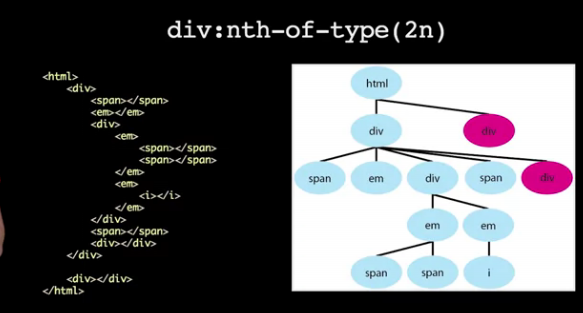 div:nth-of-type(2n)
<html>
<div>
<span></span>
<em></em>
<div>
<em>
<span></span>
<span></span>
</em>
<em>
<i></i>
</em>
</div>
<span></span>
<div></div>
</div>
<div></div>
</html>
html
div div
span em div span div
em em
span span i